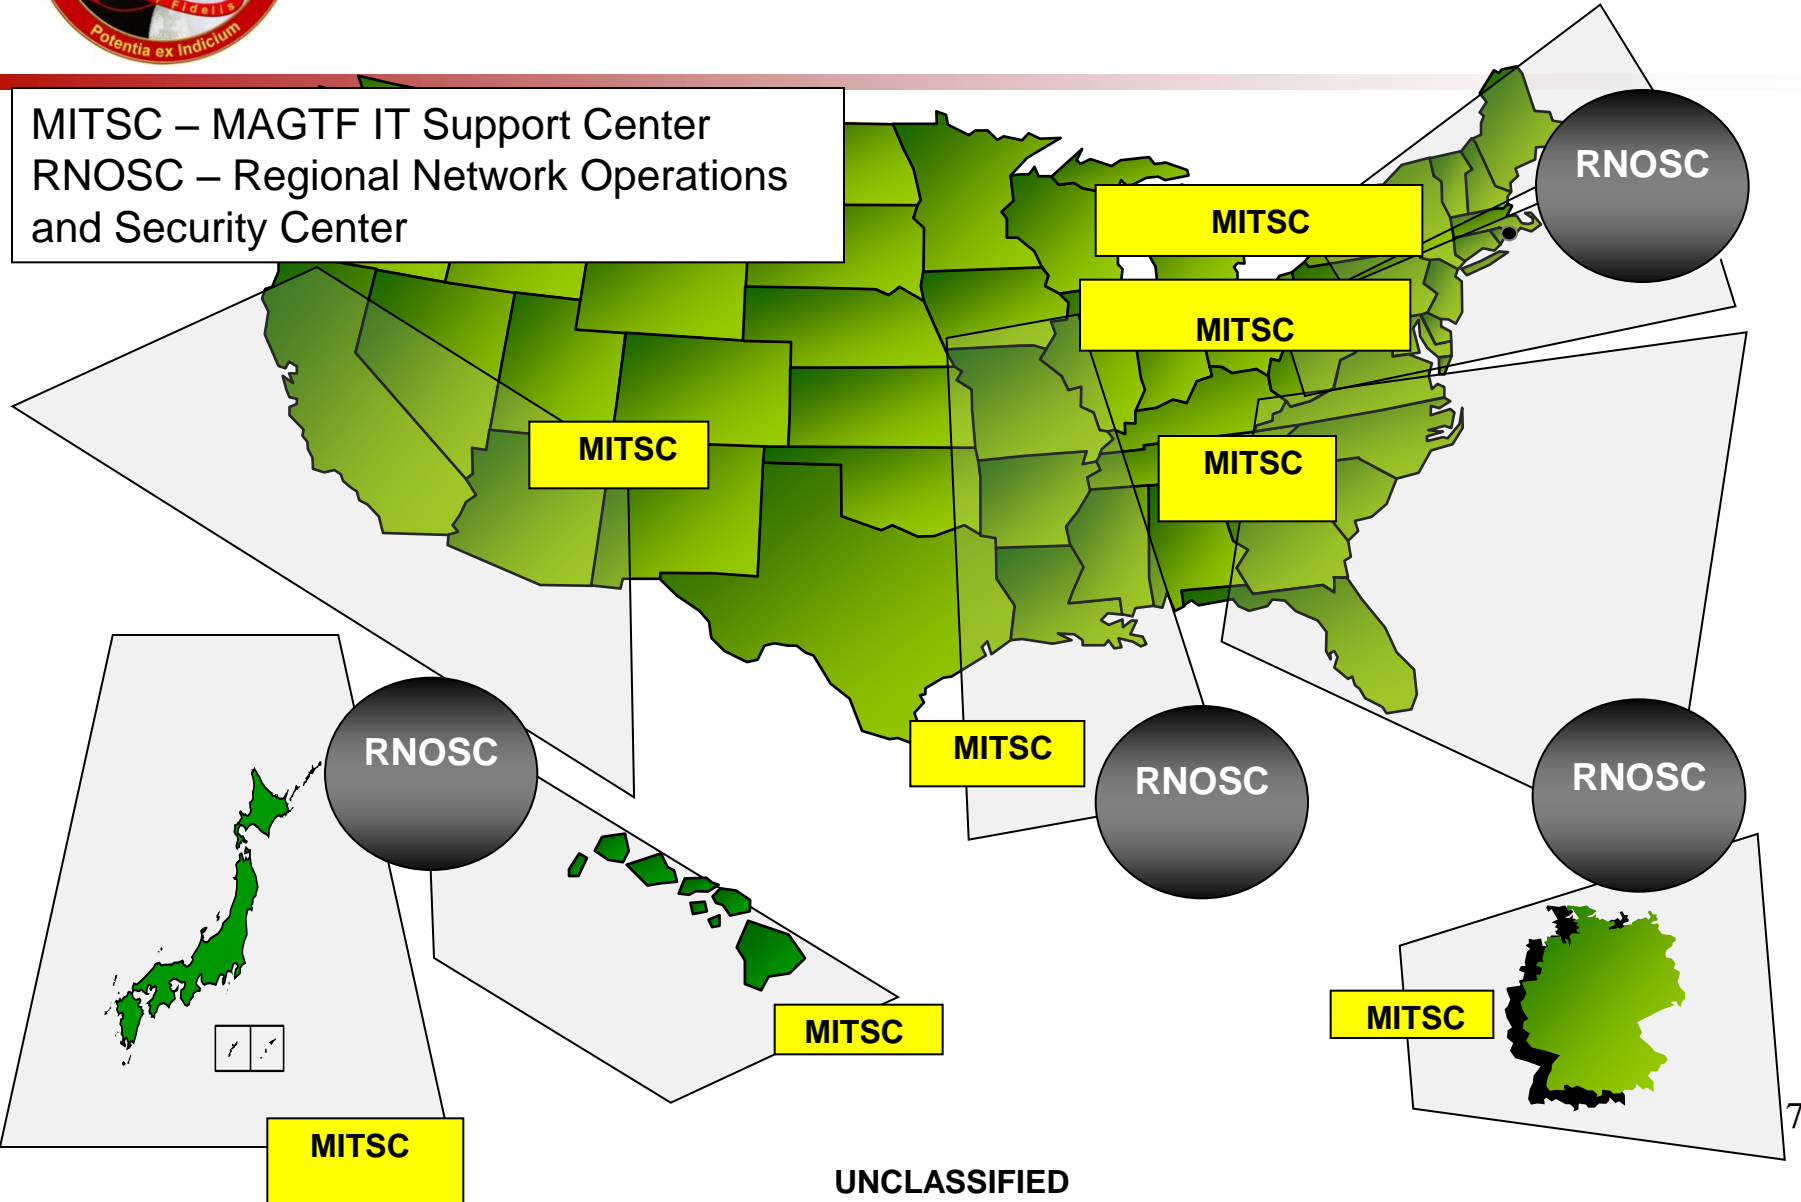 Fidelis
Potentia ex Indicium
MITSC – MAGTF IT Support Center
RNOSC – Regional Network Operations
and Security Center
RNOSC
MITSC
MITSC
MITSC
MITSC
MITSC
RNOSC
RNOSC
RNOSC
MITSC
MITSC
MITSC
7
UNCLASSIFIED